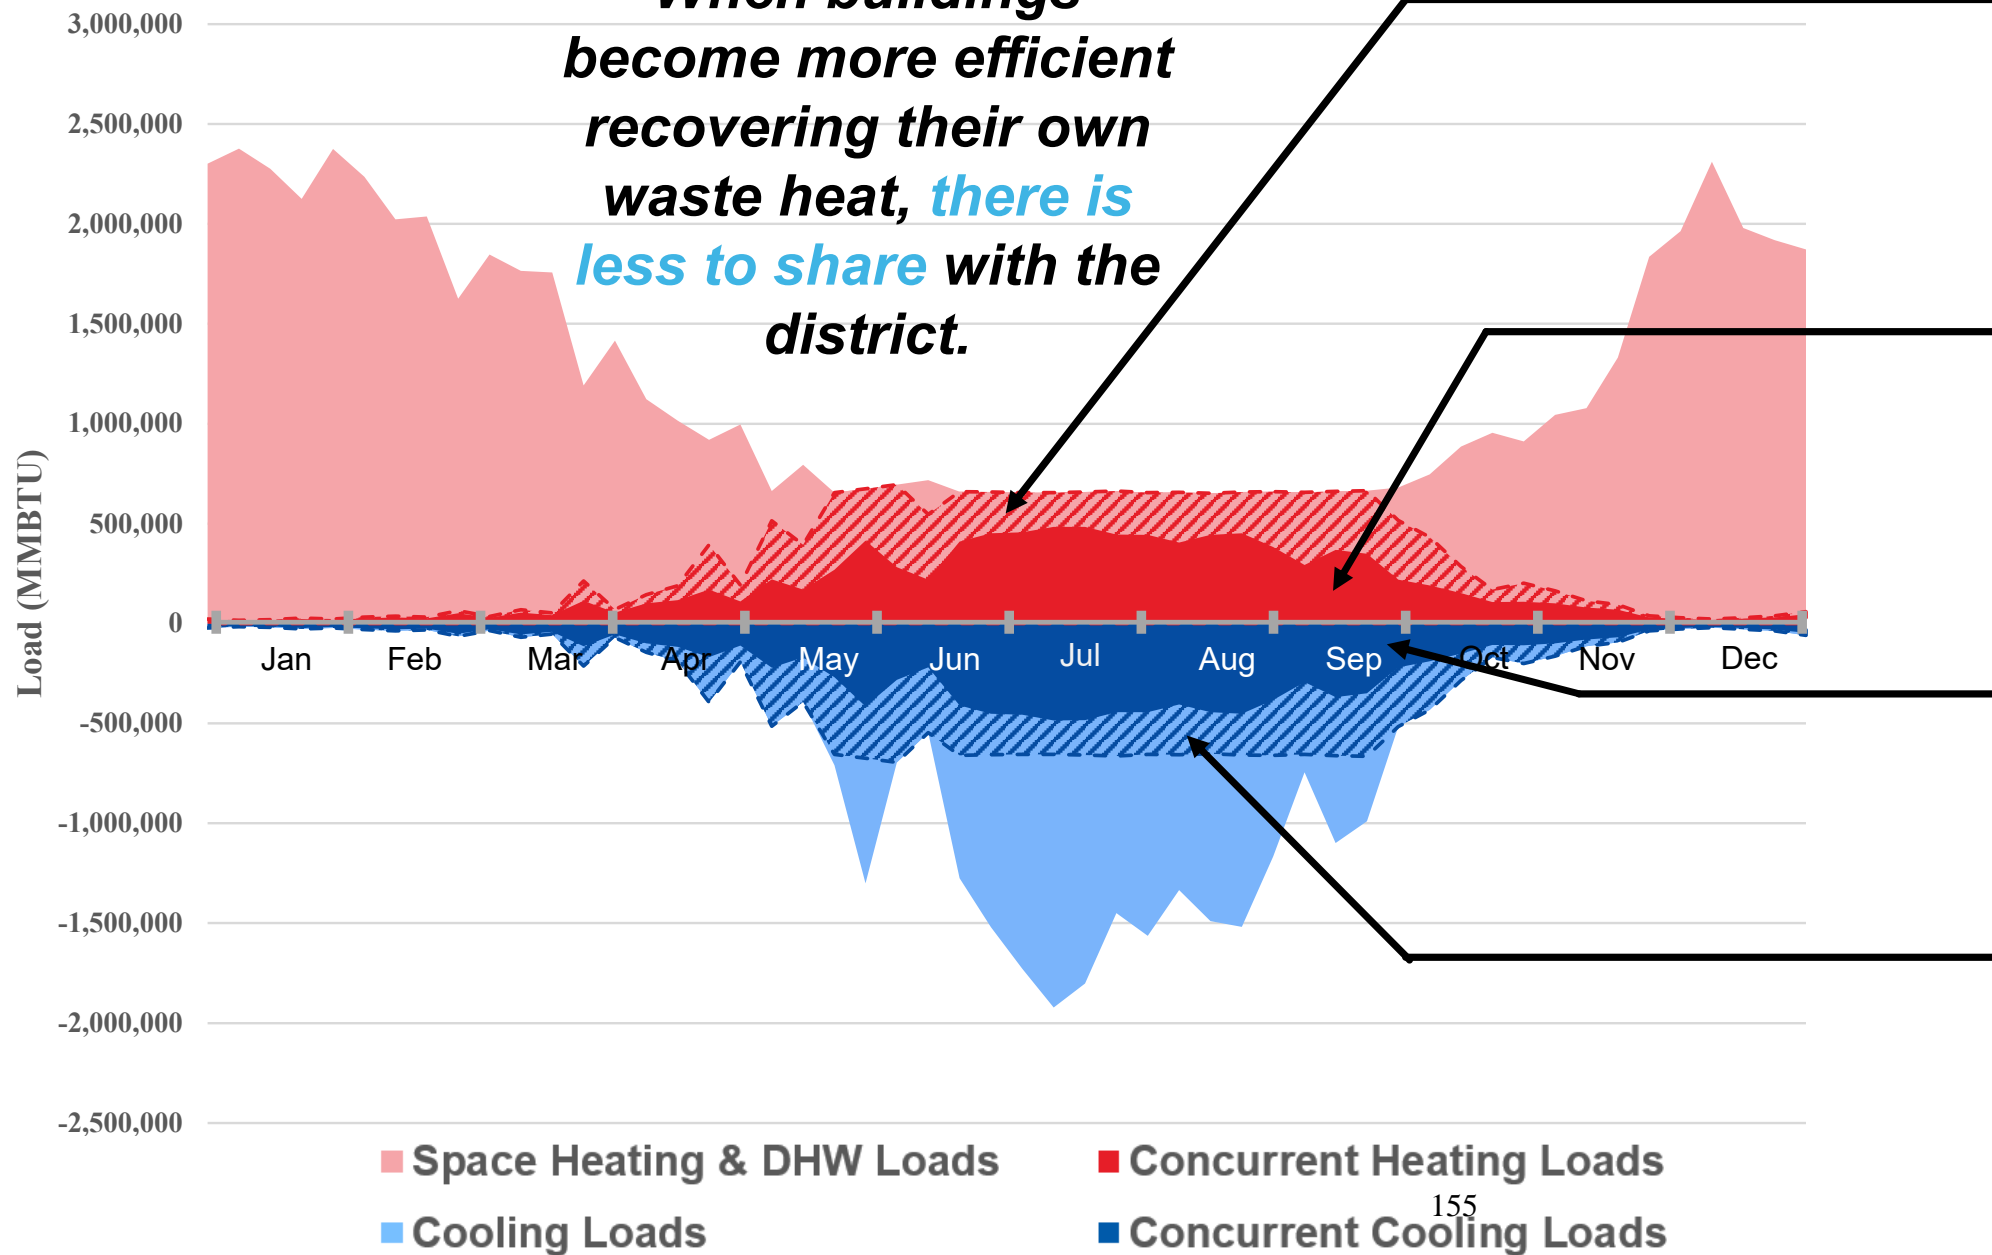 When buildings
become more efficient
recovering their own
waste heat, there is
less to share with the
district.
3,000,000
2,500,000
2,000,000
1,500,000
1,000,000
500,000
0
-500,000
-1,000,000
-1,500,000
-2,000,000
-2,500,000
Load (MMBTU)
Jan Feb Mar Apr May Jun Jul Aug Sep Oct Nov Dec
Space Heating & DHW Loads
Concurrent Heating Loads
155
Cooling Loads
Concurrent Cooling Loads